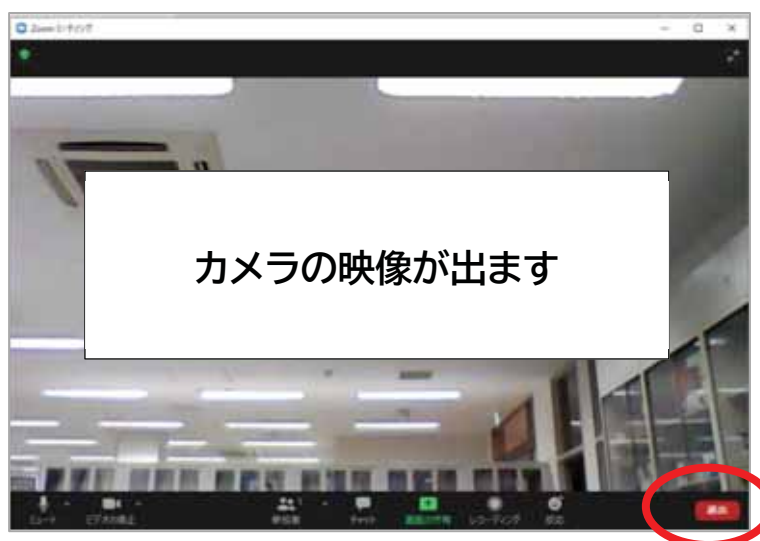 Zoom ミーティング
カメラの映像が出ます
ミュート ビデオの停止 参加者 1 チャット 画面の共有 レコーディング 反応 退出